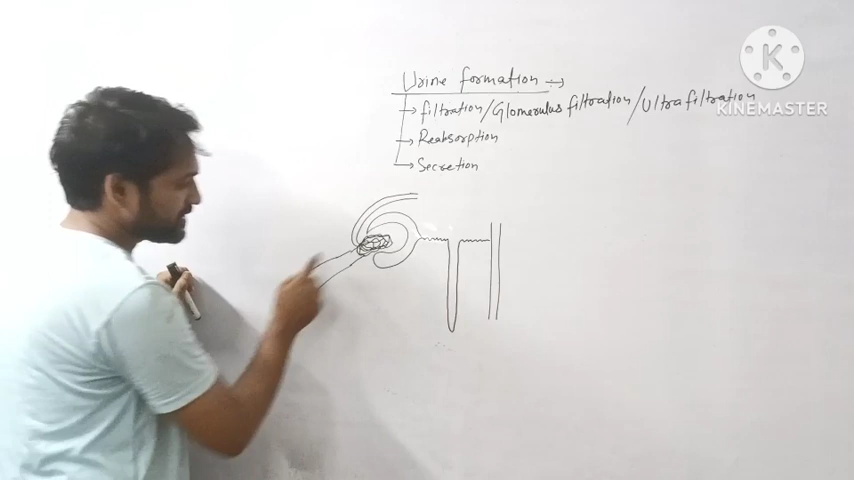 Urine formation :→
→ filtration/Glomerulus filtration/Ultrafiltration
→ Reabsorption
→ Secretion
K
KINEMASTER